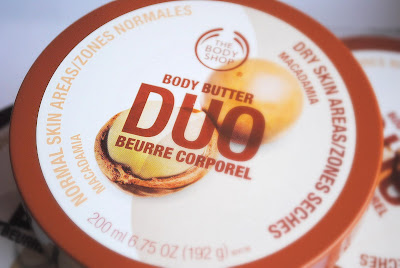 THE
BODY
SHOP
NORMAL SKIN AREAS/ZONES NORMALES
MACADAMIA
DRY SKIN AREAS/ZONES SECHES
MACADAMIA
BODY BUTTER
DUO
BEURRE CORPOREL
200 ml 6.75 OZ (192 g)